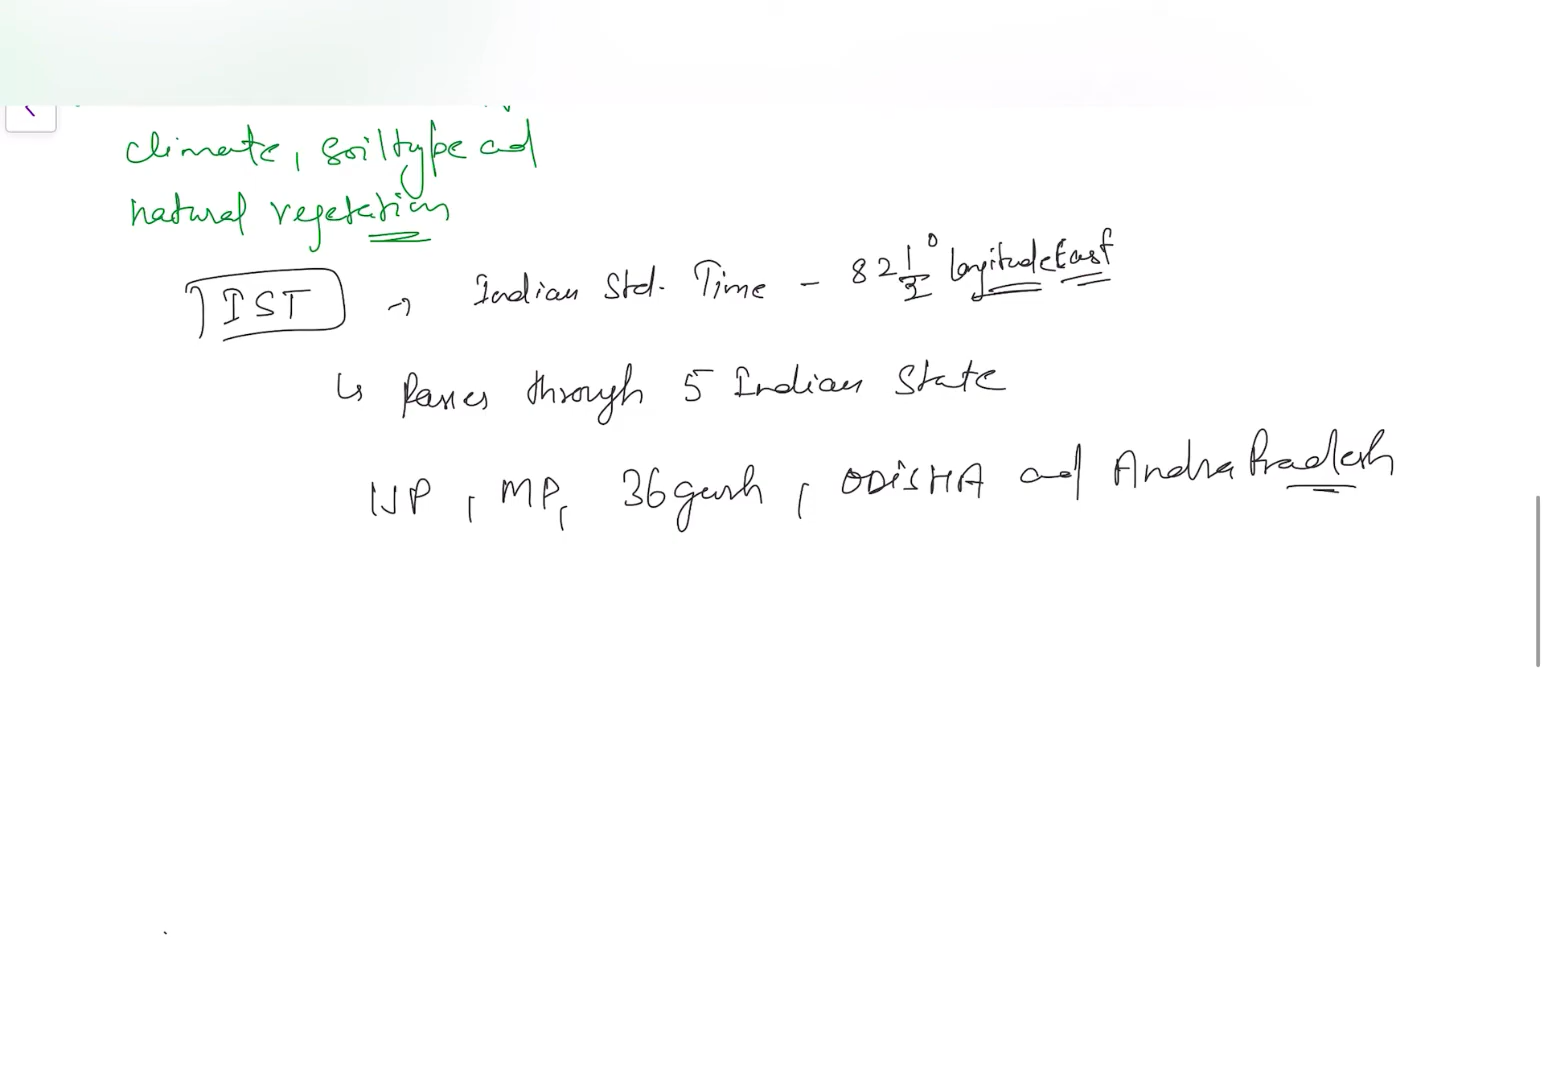 climate, soiltype and
natural vegetation
IST → Indian Std. Time - 82 1/2° longitude East
↳ Passes through 5 Indian State
UP, MP, 36garh, ODiSHA and Andra Pradesh